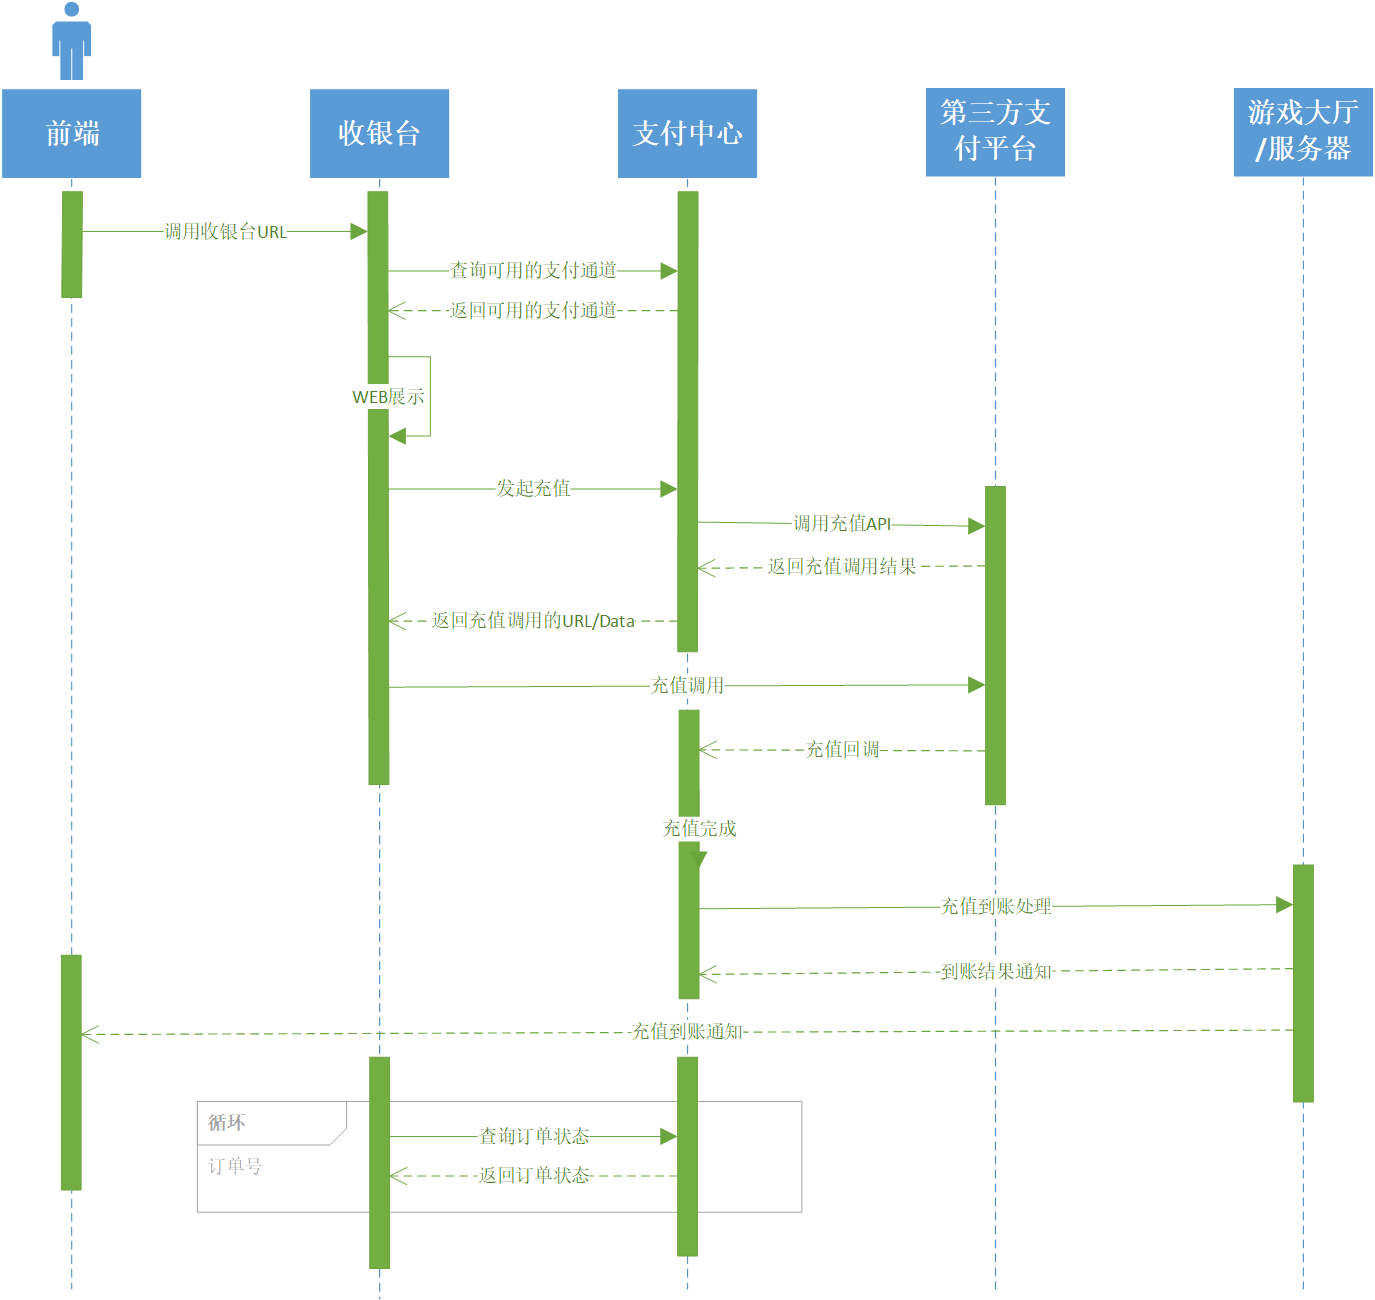 前端
收银台
支付中心
第三方支
付平台
游戏大厅
/服务器
调用收银台URL
查询可用的支付通道
返回可用的支付通道
WEB展示
发起充值
调用充值API
返回充值调用结果
返回充值调用的URL/Data
充值调用
充值回调
充值完成
充值到账处理
到账结果通知
充值到账通知
循环
查询订单状态
订单号
返回订单状态